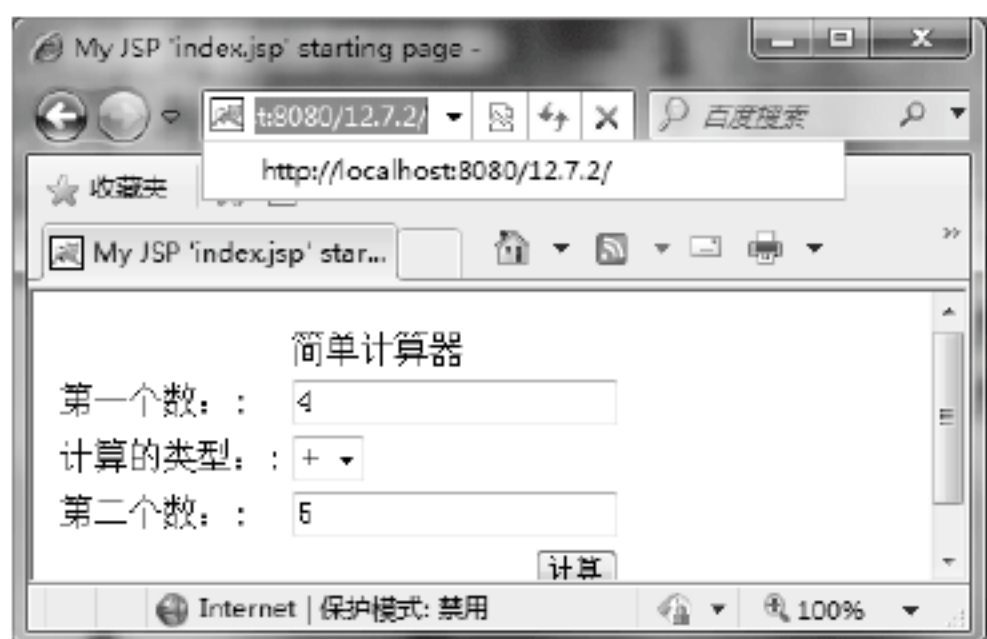 My JSP 'index.jsp' starting page -
t:8080/12.7.2/
百度搜索
http://localhost:8080/12.7.2/
收藏夹
My JSP 'index.jsp' star...
简单计算器
第一个数：:
4
计算的类型：:
+
第二个数：:
5
计算
Internet | 保护模式: 禁用
100%